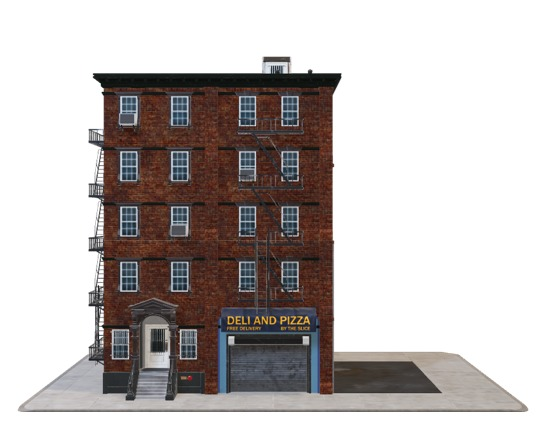 DELI AND PIZZA
FREE DELIVERY BY THE SLICE